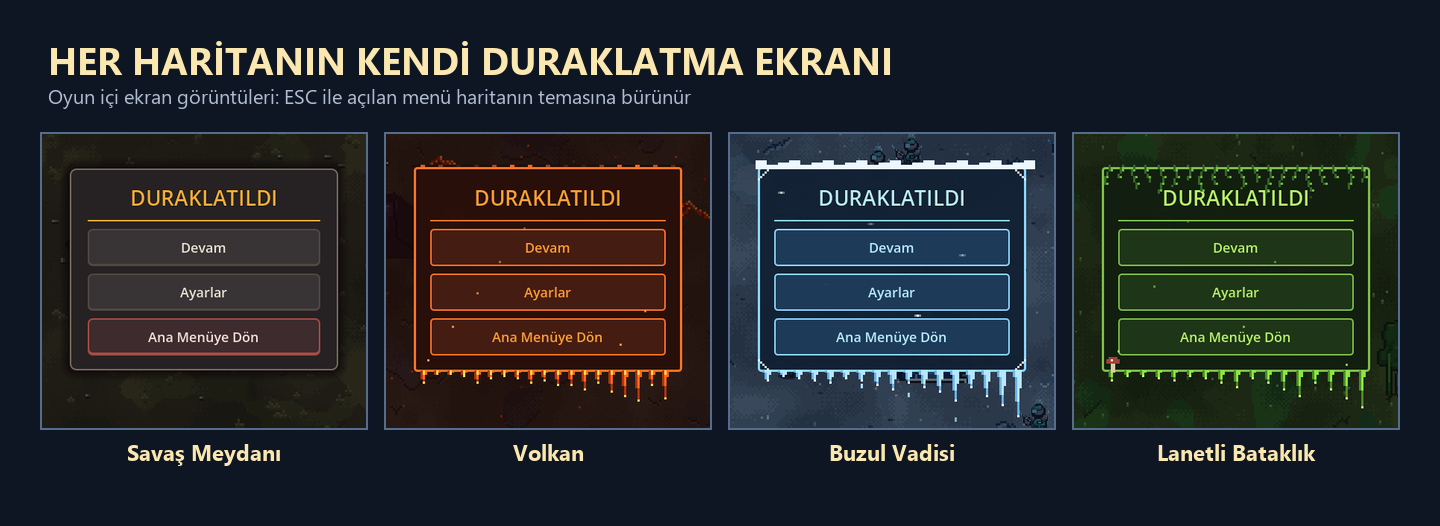 HER HARİTANIN KENDİ DURAKLATMA EKRANI
Oyun içi ekran görüntüleri: ESC ile açılan menü haritanın temasına bürünür
DURAKLATILDI
Devam
Ayarlar
Ana Menüye Dön
Savaş Meydanı
DURAKLATILDI
Devam
Ayarlar
Ana Menüye Dön
Volkan
DURAKLATILDI
Devam
Ayarlar
Ana Menüye Dön
Buzul Vadisi
DURAKLATILDI
Devam
Ayarlar
Ana Menüye Dön
Lanetli Bataklık